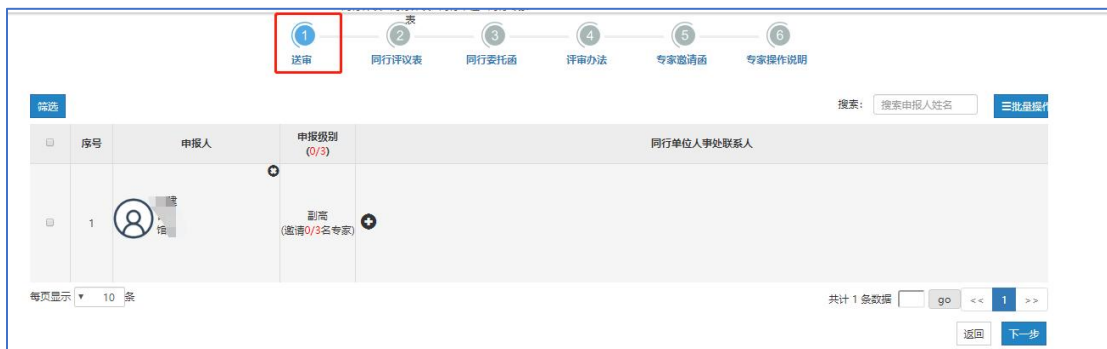 表
1 2 3 4 5 6
送审 同行评议表 同行委托函 评审办法 专家邀请函 专家操作说明
筛选 搜索： 搜索申报人姓名 ☰批量操作
序号 申报人 申报级别 同行单位人事处联系人
(0/3)
1 副高
馆 (邀请0/3名专家)
每页显示 10 条 共计 1 条数据 go << 1 >>
返回 下一步